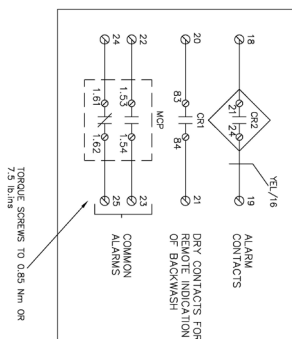 YEL/16
18
CR2
21
24
19
ALARM
CONTACTS
20
83
CR1
84
21
DRY CONTACTS FOR
REMOTE INDICATION
OF BACKWASH
MCP
22
1.53
1.54
23
24
1.61
1.62
25
COMMON
ALARMS
TORQUE SCREWS TO 0.85 Nm OR
7.5 lb.ins